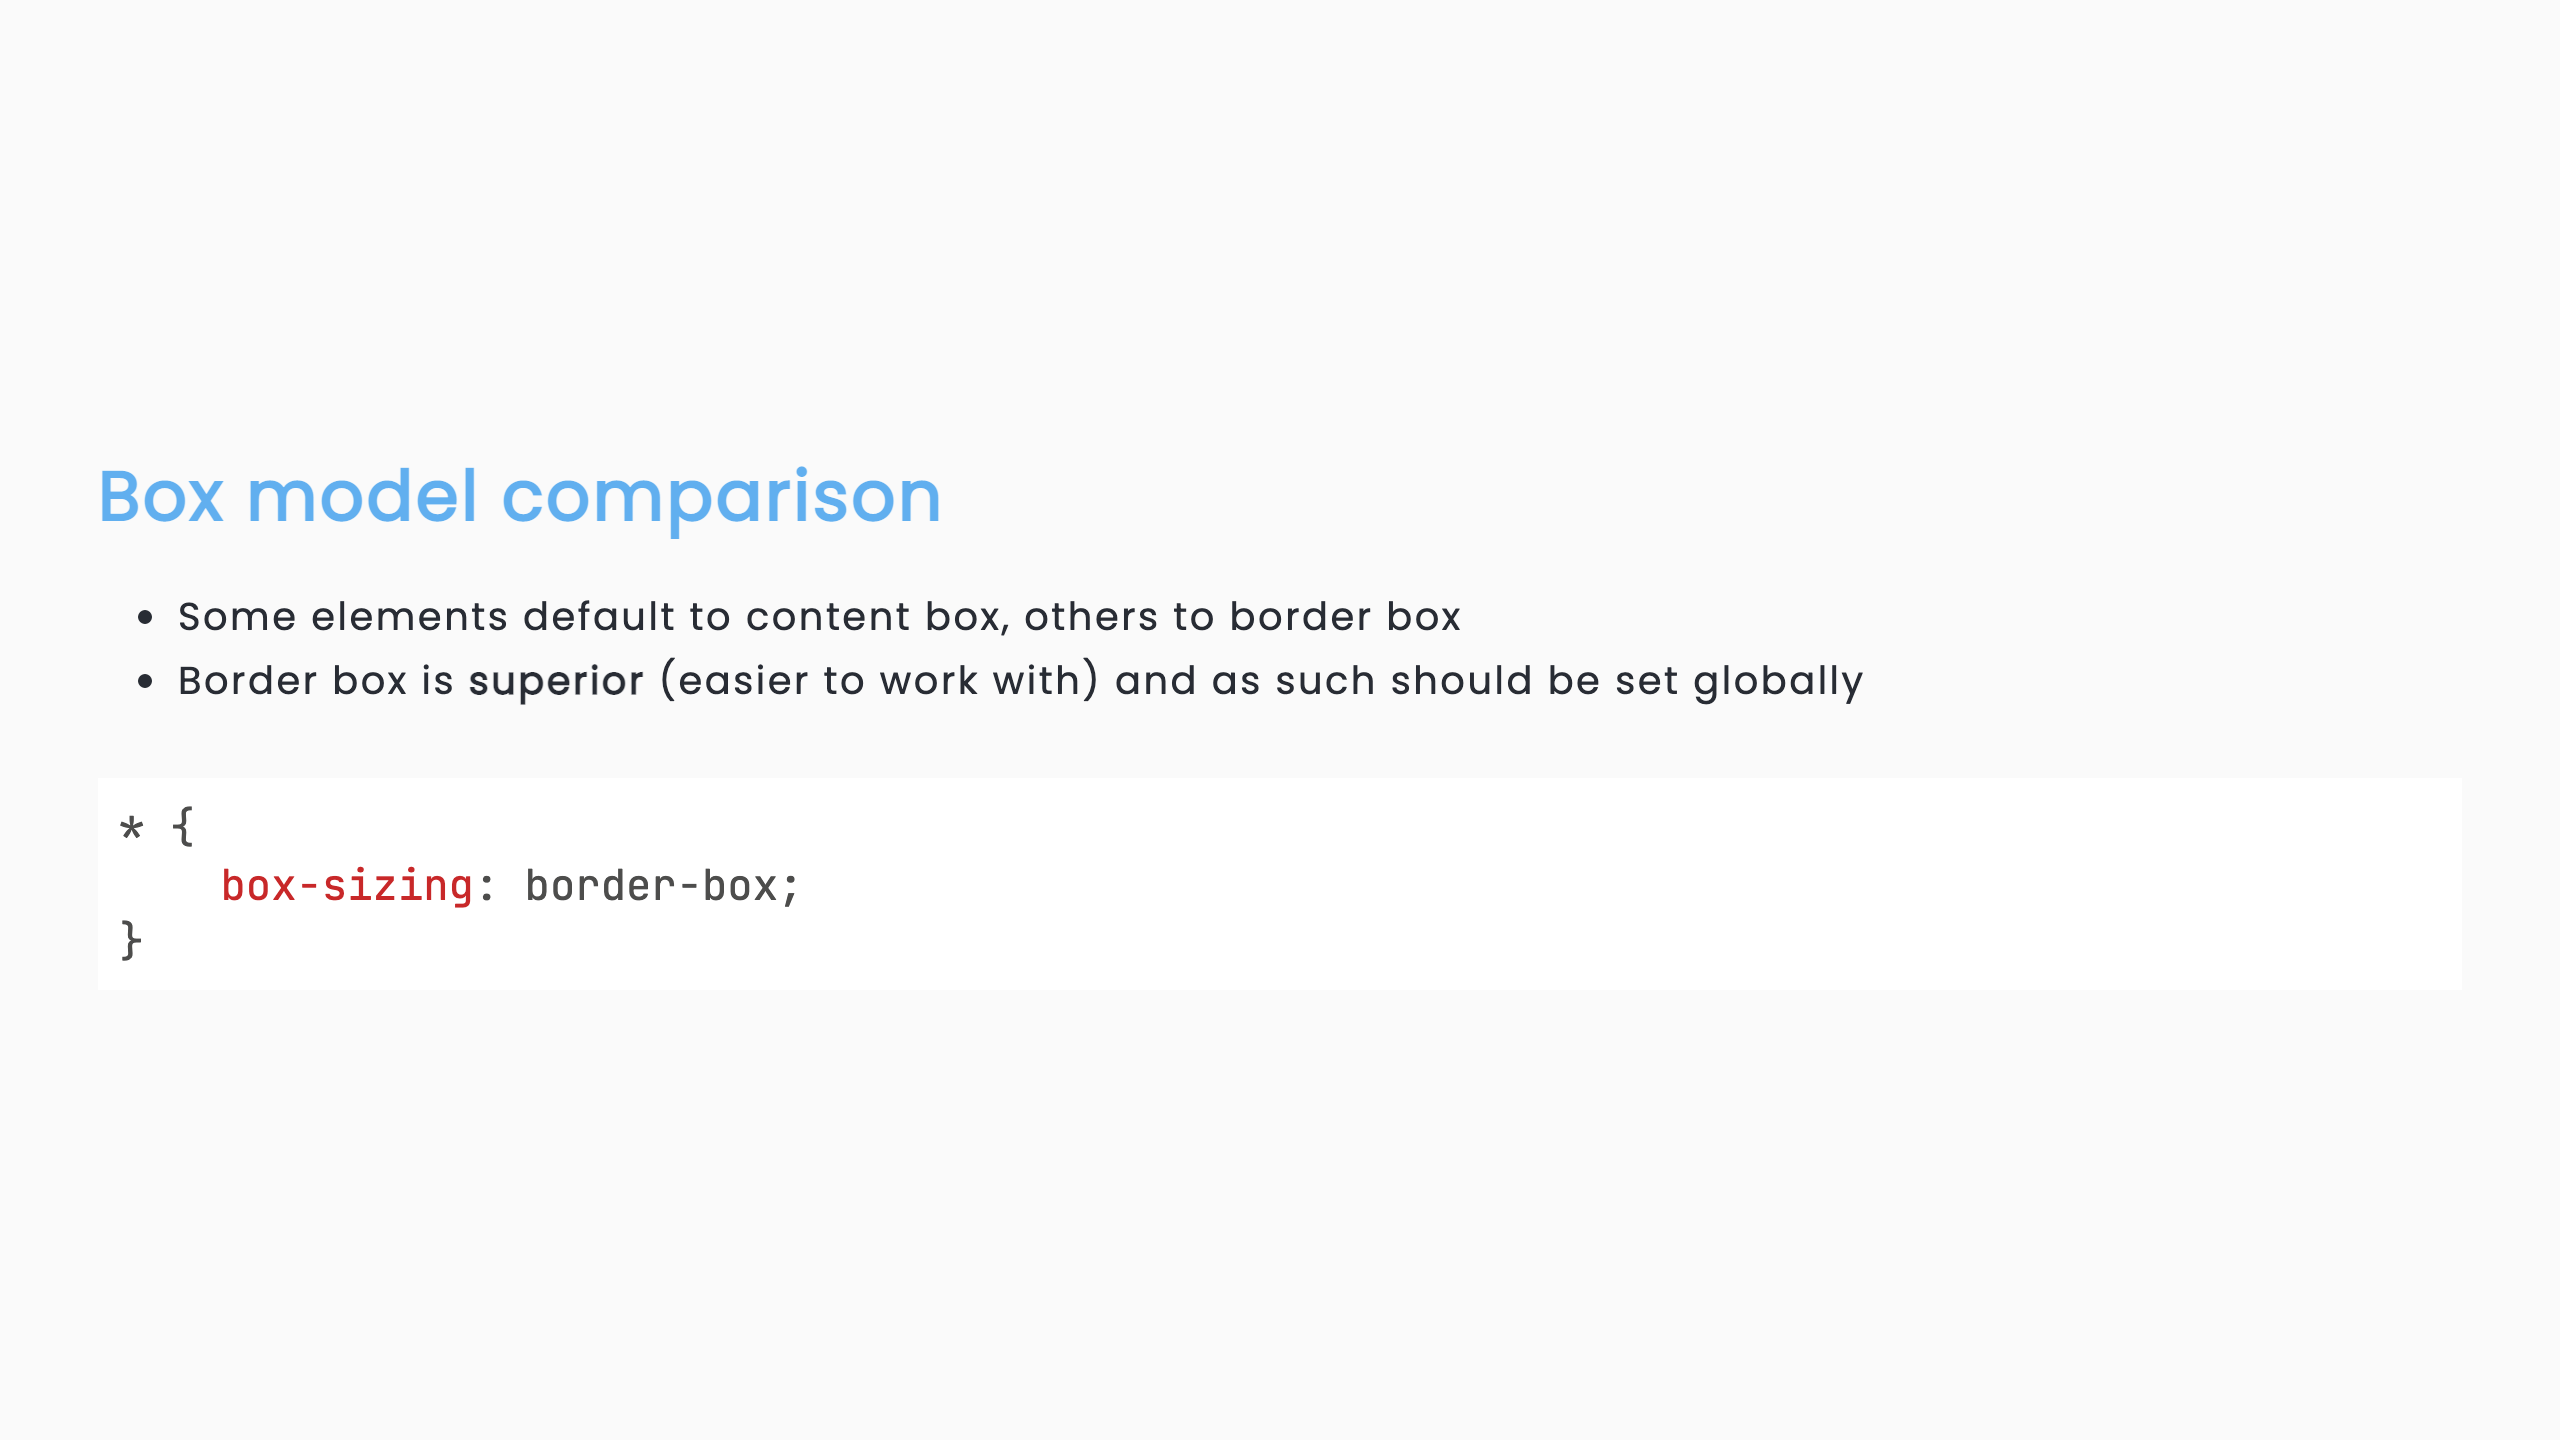 Box model comparison
• Some elements default to content box, others to border box
• Border box is superior (easier to work with) and as such should be set globally
* {
    box-sizing: border-box;
}